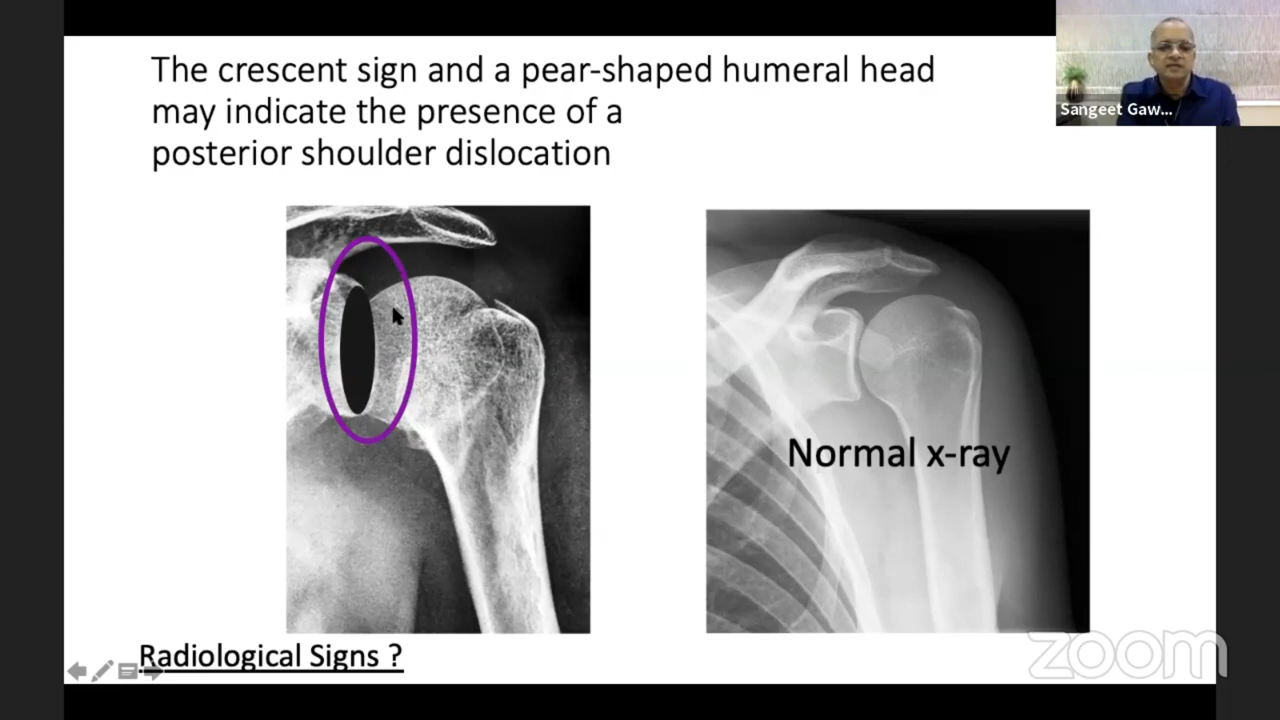 The crescent sign and a pear-shaped humeral head
may indicate the presence of a
posterior shoulder dislocation
Sangeet Gaw...
Normal x-ray
Radiological Signs ?
zoom